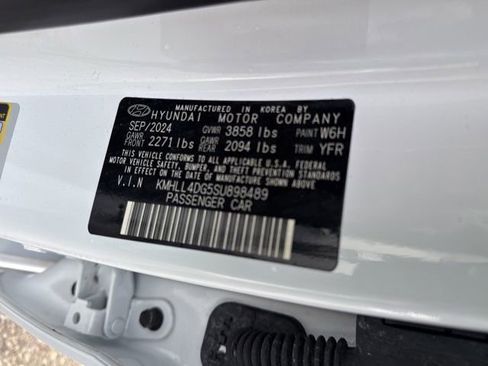 MANUFACTURED IN KOREA BY
HYUNDAI MOTOR COMPANY
SEP/2024 GVWR 3858 lbs PAINT W6H
GAWR FRONT 2271 lbs GAWR REAR 2094 lbs TRIM YFR
THIS VEHICLE CONFORMS TO ALL APPLICABLE U.S.A. FEDERAL
MOTOR VEHICLE SAFETY, BUMPER, AND THEFT PREVENTION STANDARDS
IN EFFECT ON THE DATE OF MANUFACTURE SHOWN ABOVE.
V.I.N KMHLL4DG5SU898489
PASSENGER CAR